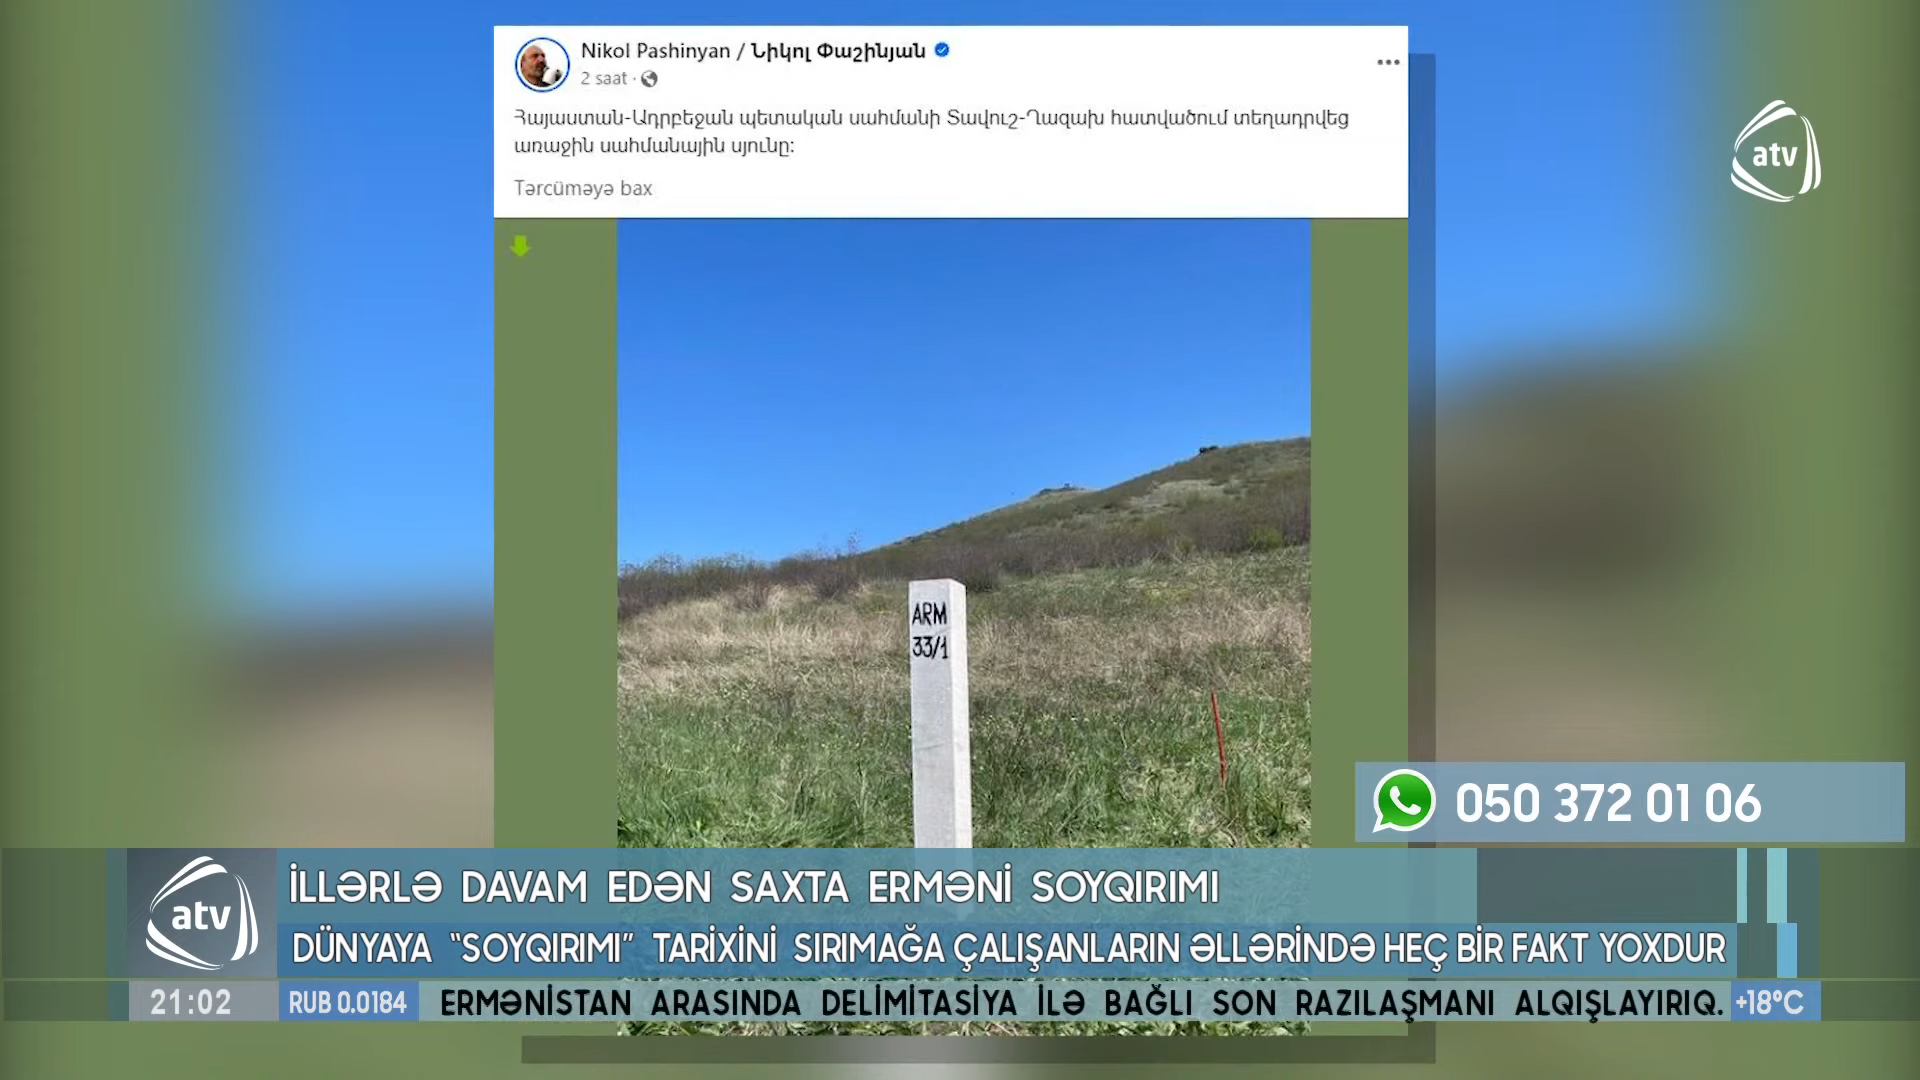 Nikol Pashinyan / Նիկոլ Փաշինյան
2 saat ·
Հայաստան-Ադրբեջան պետական սահմանի Տավուշ-Ղազախ հատվածում տեղադրվեց
առաջին սահմանային սյունը:
Tərcüməyə bax
atv
ARM
33/1
050 372 01 06
atv
İLLƏRLƏ DAVAM EDƏN SAXTA ERMƏNİ SOYQIRIMI
DÜNYAYA “SOYQIRIMI” TARİXİNİ SIRIMAĞA ÇALIŞANLARIN ƏLLƏRİNDƏ HEÇ BİR FAKT YOXDUR
21:02
RUB 0.0184
ERMƏNİSTAN ARASINDA DELİMİTASİYA İLƏ BAĞLI SON RAZILAŞMANI ALQIŞLAYIRIQ.
+18°C